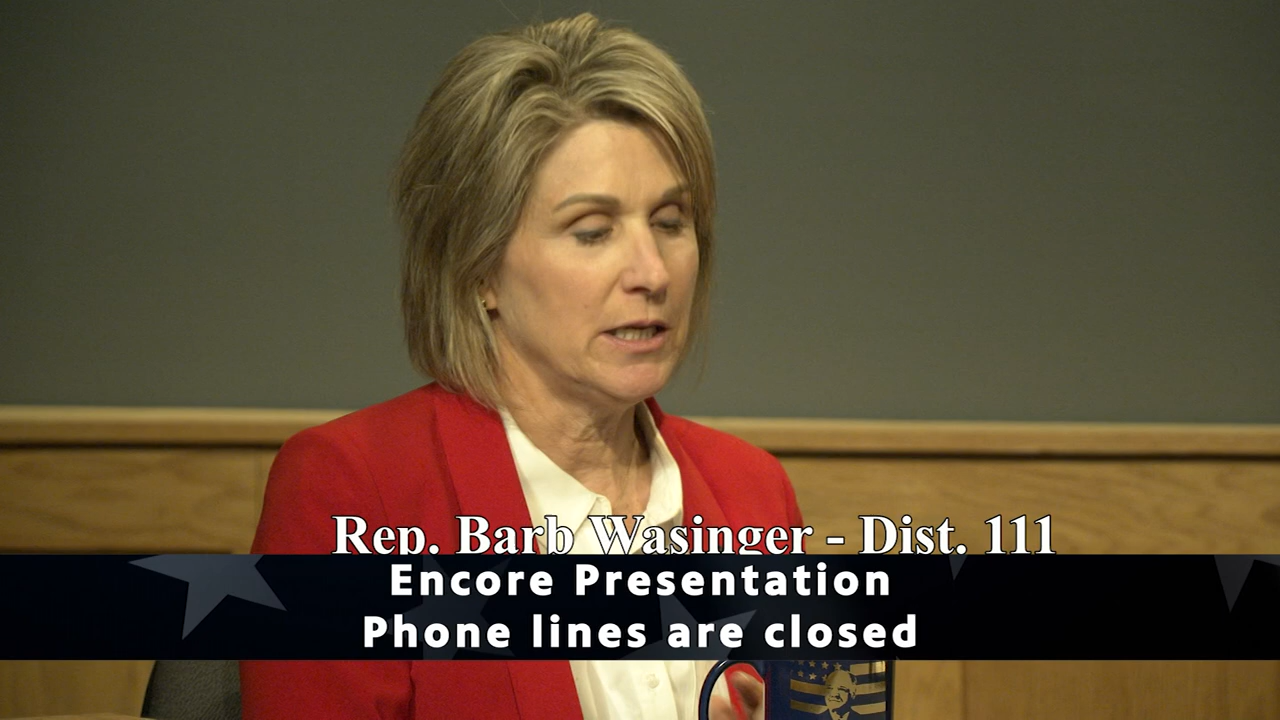 Rep. Barb Wasinger - Dist. 111
Encore Presentation
Phone lines are closed